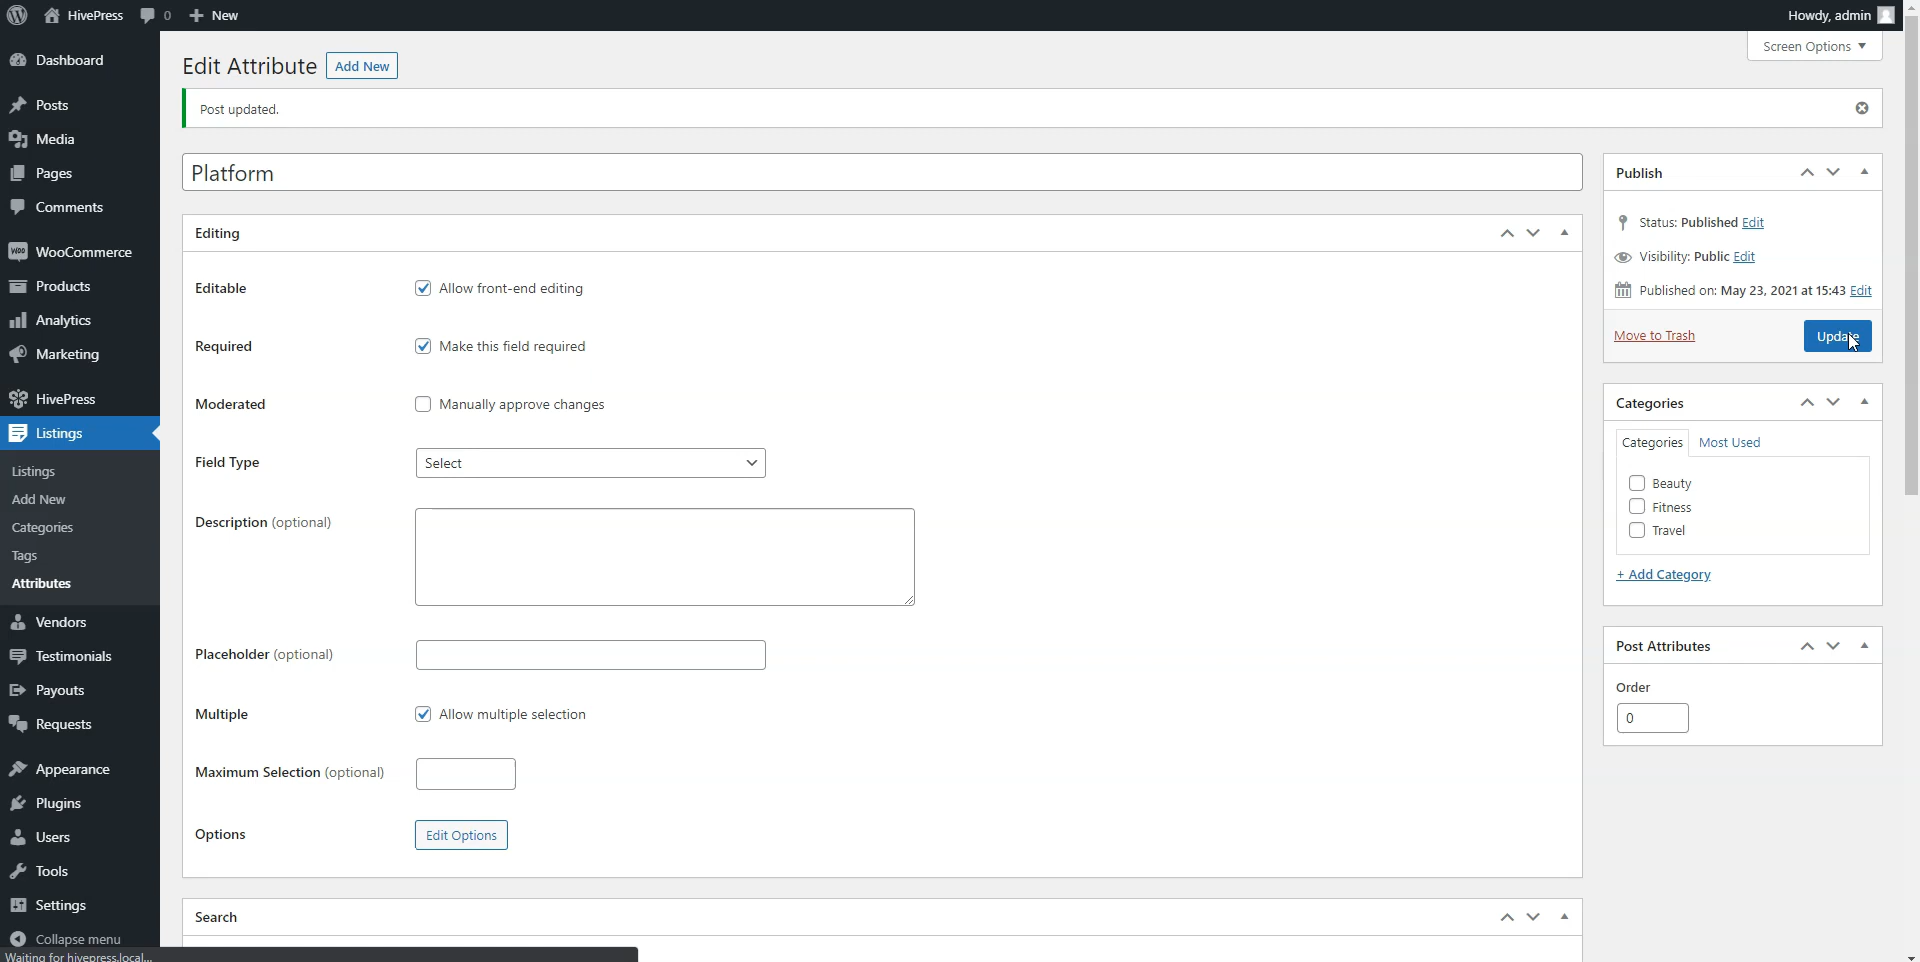 HivePress 0 New Howdy, admin
Screen Options
Dashboard
Posts
Media
Pages
Comments
WooCommerce
Products
Analytics
Marketing
HivePress
Listings
Listings
Add New
Categories
Tags
Attributes
Vendors
Testimonials
Payouts
Requests
Appearance
Plugins
Users
Tools
Settings
Collapse menu
Waiting for hivepress.local...
Edit Attribute Add New
Post updated.
Platform
Editing
Editable Allow front-end editing
Required Make this field required
Moderated Manually approve changes
Field Type Select
Description (optional)
Placeholder (optional)
Multiple Allow multiple selection
Maximum Selection (optional)
Options Edit Options
Search
Publish
Status: Published Edit
Visibility: Public Edit
Published on: May 23, 2021 at 15:43 Edit
Move to Trash Update
Categories
Categories Most Used
Beauty
Fitness
Travel
+ Add Category
Post Attributes
Order
0